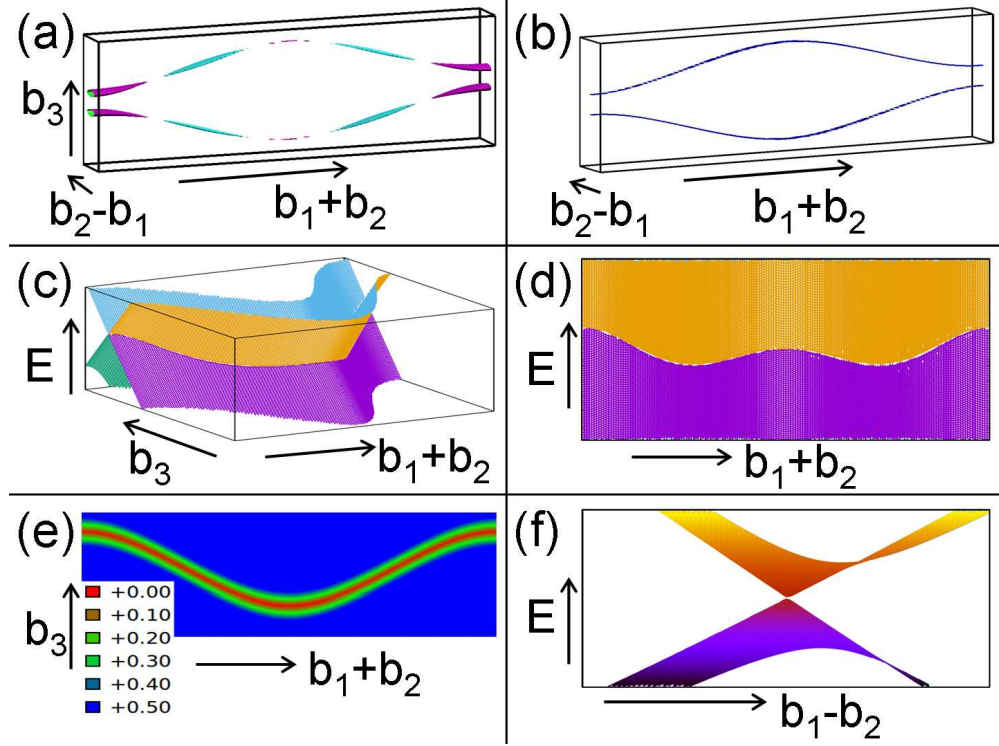 (a)
b3
b2-b1
b1+b2
(b)
b2-b1
b1+b2
(c)
E
b3
b1+b2
(d)
E
b1+b2
(e)
b3
+0.00
+0.10
+0.20
+0.30
+0.40
+0.50
b1+b2
(f)
E
b1-b2